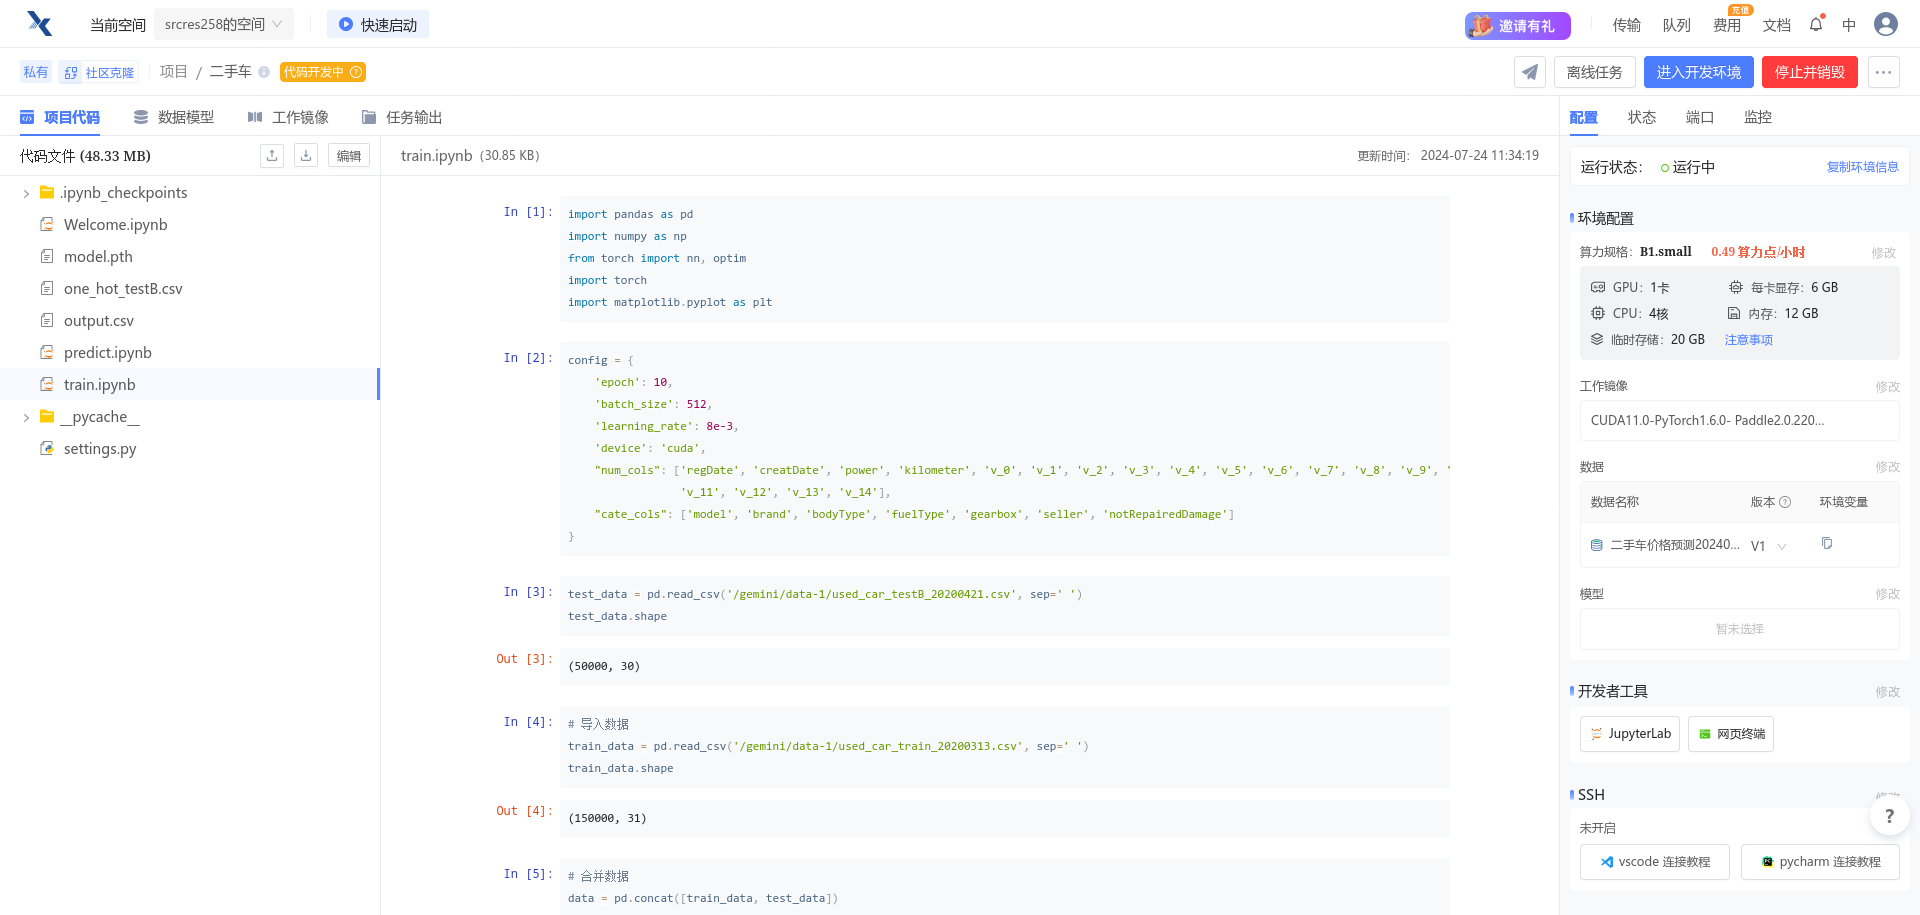 当前空间 srcres258的空间 快速启动 邀请有礼 传输 队列 费用 充值 文档 中
私有 社区克隆 项目 / 二手车 代码开发中 离线任务 进入开发环境 停止并销毁 ...
项目代码 数据模型 工作镜像 任务输出
代码文件 (48.33 MB) 编辑
.ipynb_checkpoints
Welcome.ipynb
model.pth
one_hot_testB.csv
output.csv
predict.ipynb
train.ipynb
__pycache__
settings.py
train.ipynb (30.85 KB) 更新时间： 2024-07-24 11:34:19
In [1]:
import pandas as pd
import numpy as np
from torch import nn, optim
import torch
import matplotlib.pyplot as plt
In [2]:
config = {
'epoch': 10,
'batch_size': 512,
'learning_rate': 8e-3,
'device': 'cuda',
"num_cols": ['regDate', 'creatDate', 'power', 'kilometer', 'v_0', 'v_1', 'v_2', 'v_3', 'v_4', 'v_5', 'v_6', 'v_7', 'v_8', 'v_9', '
'v_11', 'v_12', 'v_13', 'v_14'],
"cate_cols": ['model', 'brand', 'bodyType', 'fuelType', 'gearbox', 'seller', 'notRepairedDamage']
}
In [3]:
test_data = pd.read_csv('/gemini/data-1/used_car_testB_20200421.csv', sep=' ')
test_data.shape
Out [3]:
(50000, 30)
In [4]:
# 导入数据
train_data = pd.read_csv('/gemini/data-1/used_car_train_20200313.csv', sep=' ')
train_data.shape
Out [4]:
(150000, 31)
In [5]:
# 合并数据
data = pd.concat([train_data, test_data])
配置 状态 端口 监控
运行状态： 运行中 复制环境信息
环境配置
算力规格： B1.small 0.49 算力点/小时 修改
GPU： 1卡 每卡显存： 6 GB
CPU： 4核 内存： 12 GB
临时存储： 20 GB 注意事项
工作镜像 修改
CUDA11.0-PyTorch1.6.0- Paddle2.0.220...
数据 修改
数据名称 版本 环境变量
二手车价格预测20240... V1
模型 修改
暂未选择
开发者工具 修改
JupyterLab 网页终端
SSH
未开启
?
vscode 连接教程 pycharm 连接教程